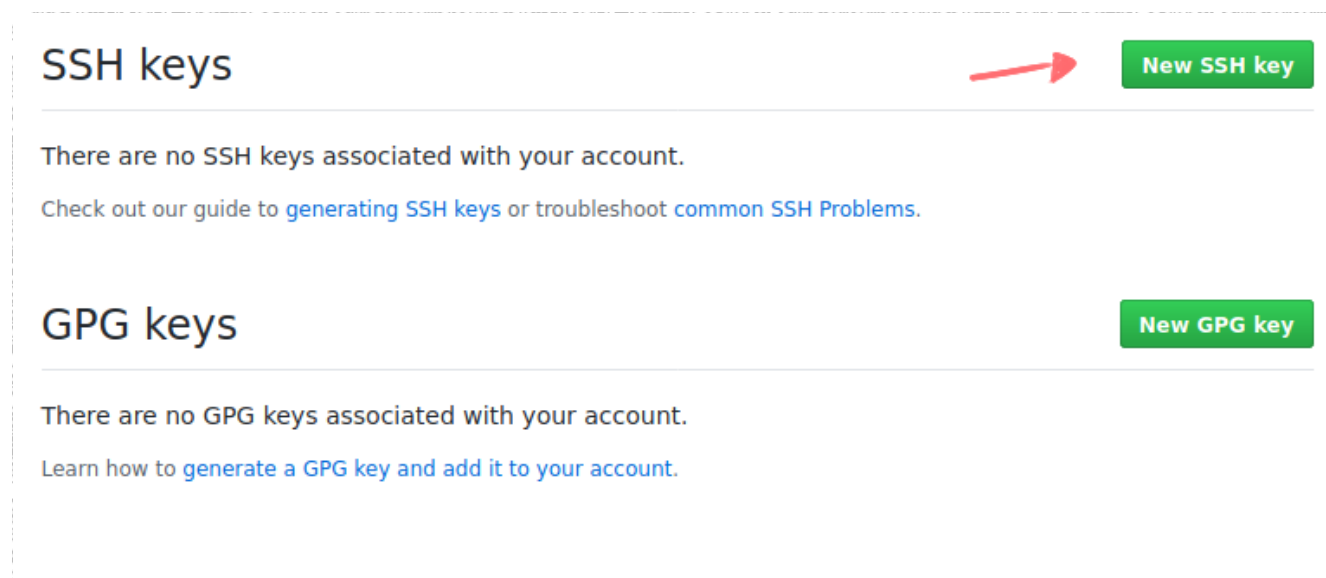 SSH keys
New SSH key
There are no SSH keys associated with your account.
Check out our guide to generating SSH keys or troubleshoot common SSH Problems.
GPG keys
New GPG key
There are no GPG keys associated with your account.
Learn how to generate a GPG key and add it to your account.